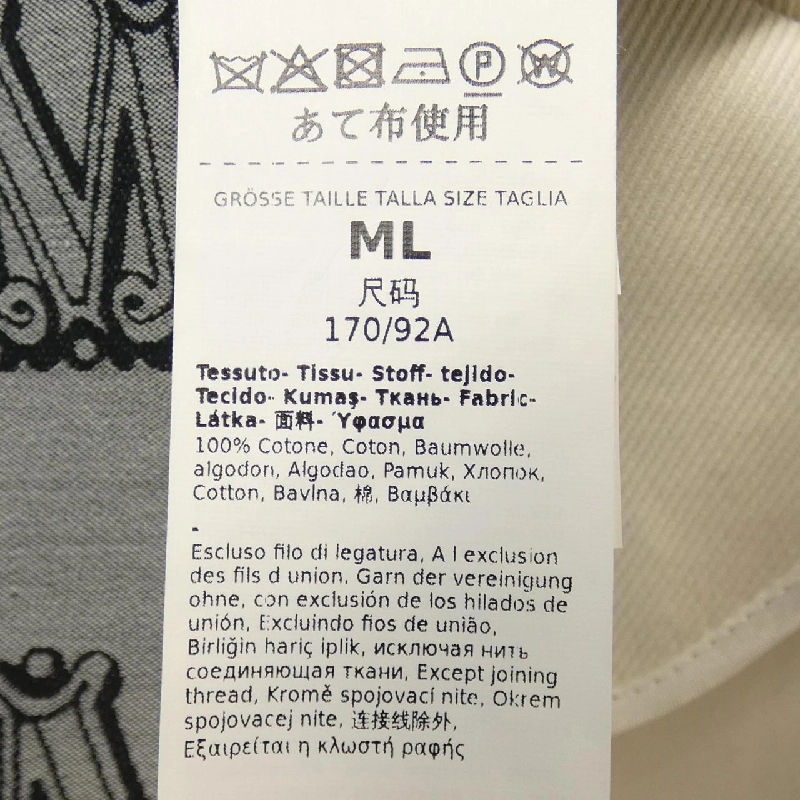 P W
あて布使用
GRÖSSE TAILLE TALLA SIZE TAGLIA
ML
尺码
170/92A
Tessuto- Tissu- Stoff- tejido-
Tecido- Kumaş- Ткань- Fabric-
Látka- 面料- Ύφασμα
100% Cotone, Coton, Baumwolle,
algodon, Algodao, Pamuk, Хлопок,
Cotton, Bavlna, 棉, Βαμβάκι
-
Escluso filo di legatura, A l exclusion
des fils d union, Garn der vereinigung
ohne, con exclusión de los hilados de
unión, Excluindo fios de união,
Birliğin hariç iplik, исключая нить
соединяющая ткани, Except joining
thread, Kromě spojovací nite, Okrem
spojovacej nite, 连接线除外,
Εξαιρείται η κλωστή ραφής